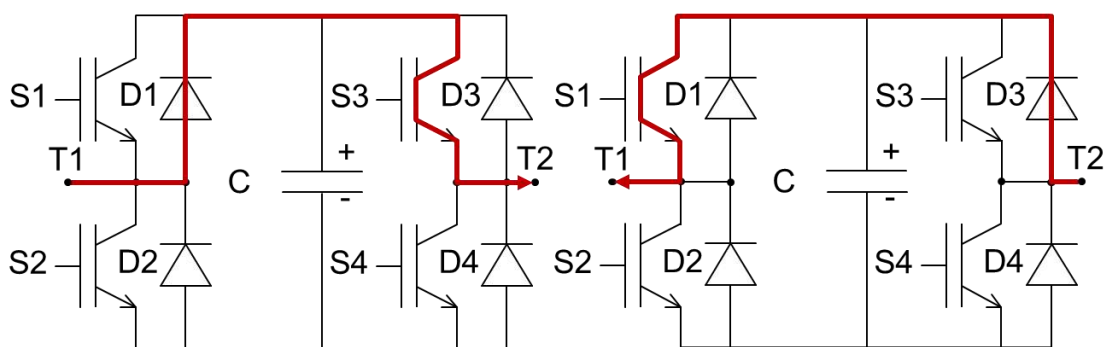 S1 D1 S3 D3 S1 D1 S3 D3
T1 C + - T2 T1 C + - T2
S2 D2 S4 D4 S2 D2 S4 D4